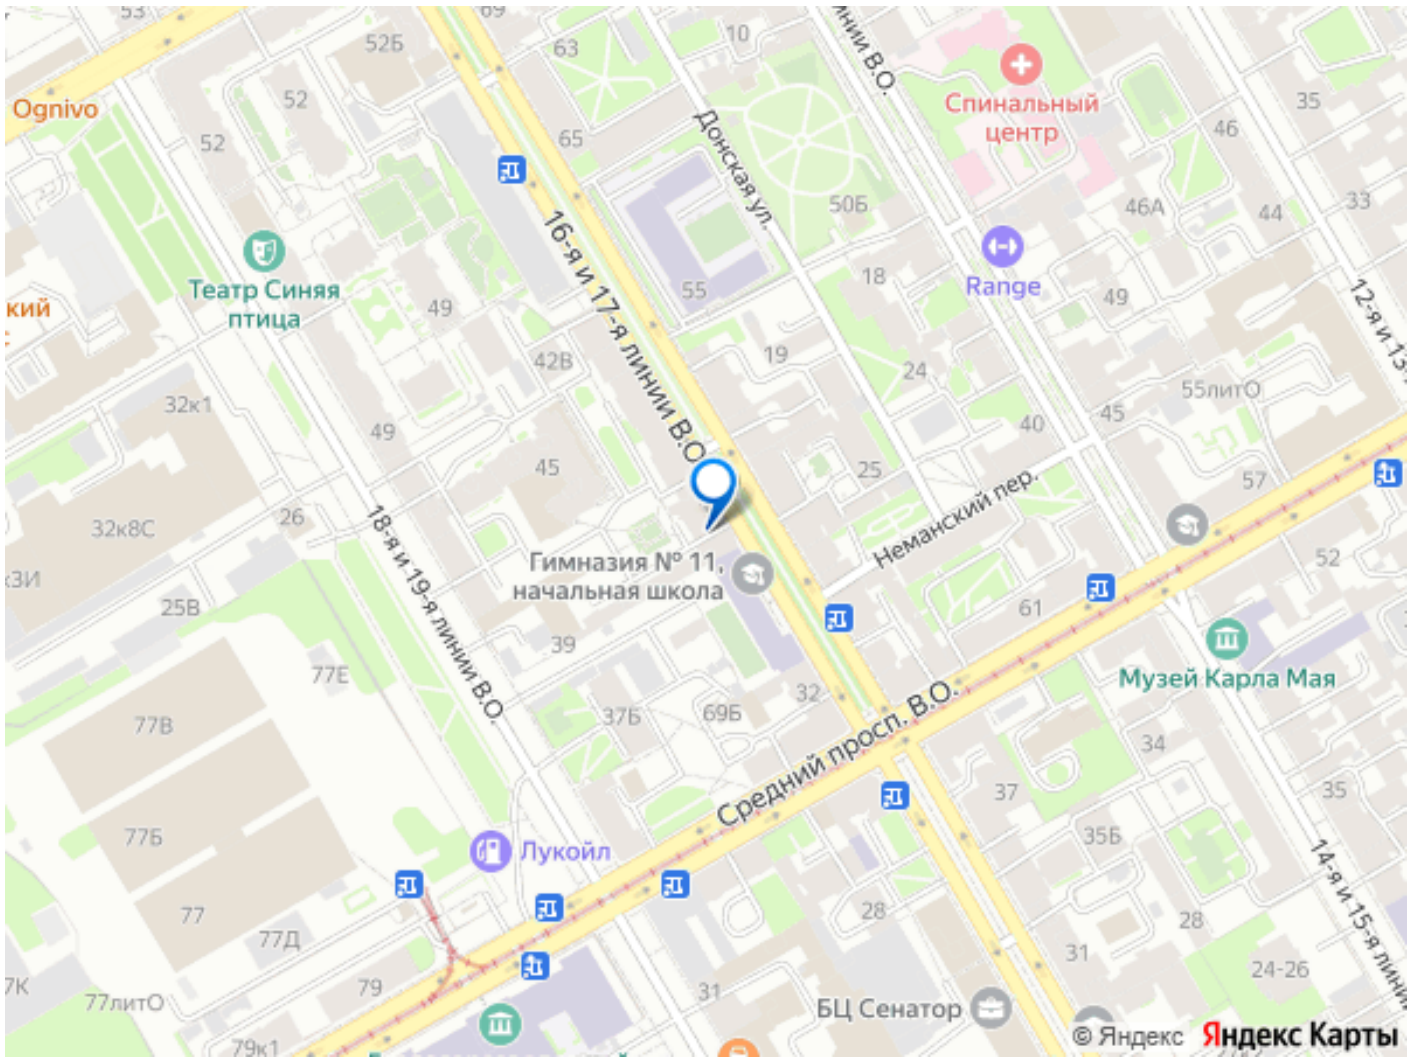 53
69
52Б
63
10
линии В.О.
Ognivo
52
52
65
Донская ул.
Спинальный
центр
35
46
50Б
46А
44
33
16-я и 17-я линии В.О.
Театр Синяя
птица
кий
49
55
18
Range
49
12-я и 13-
42В
19
24
55литО
32к1
49
45
25
40
45
57
32к8С
26
18-я и 19-я линии В.О.
Неманский пер.
52
Гимназия № 11,
начальная школа
25В
39
61
77Е
Музей Карла Мая
77В
37Б
69Б
32
Средний просп. В.О.
34
37
35
77Б
Лукойл
35Б
14-я и 15-я линии
77
77Д
28
28
31
24-26
79
77литО
7К
31
БЦ Сенатор
79к1
© Яндекс Яндекс Карты